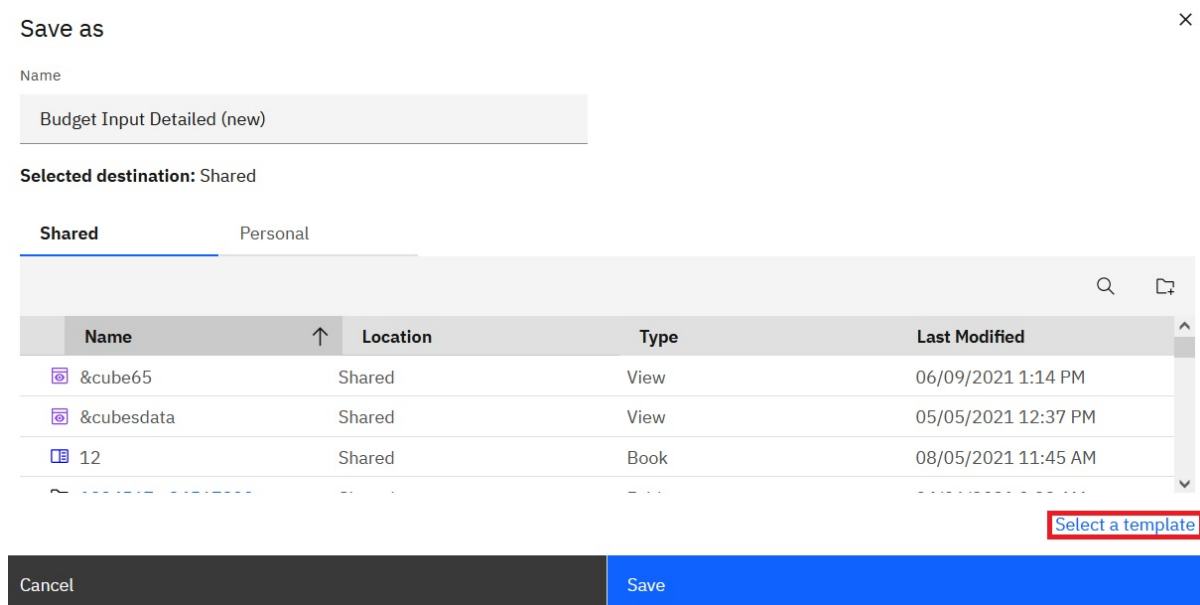 Save as
Name
Budget Input Detailed (new)
Selected destination: Shared
Shared Personal
Name Location Type Last Modified
&cube65 Shared View 06/09/2021 1:14 PM
&cubesdata Shared View 05/05/2021 12:37 PM
12 Shared Book 08/05/2021 11:45 AM
Select a template
Cancel Save